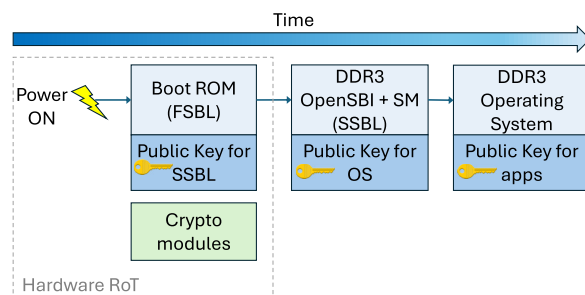 Time
Power
ON
Boot ROM
(FSBL)
Public Key for
SSBL
Crypto
modules
Hardware RoT
DDR3
OpenSBI + SM
(SSBL)
Public Key for
OS
DDR3
Operating
System
Public Key for
apps